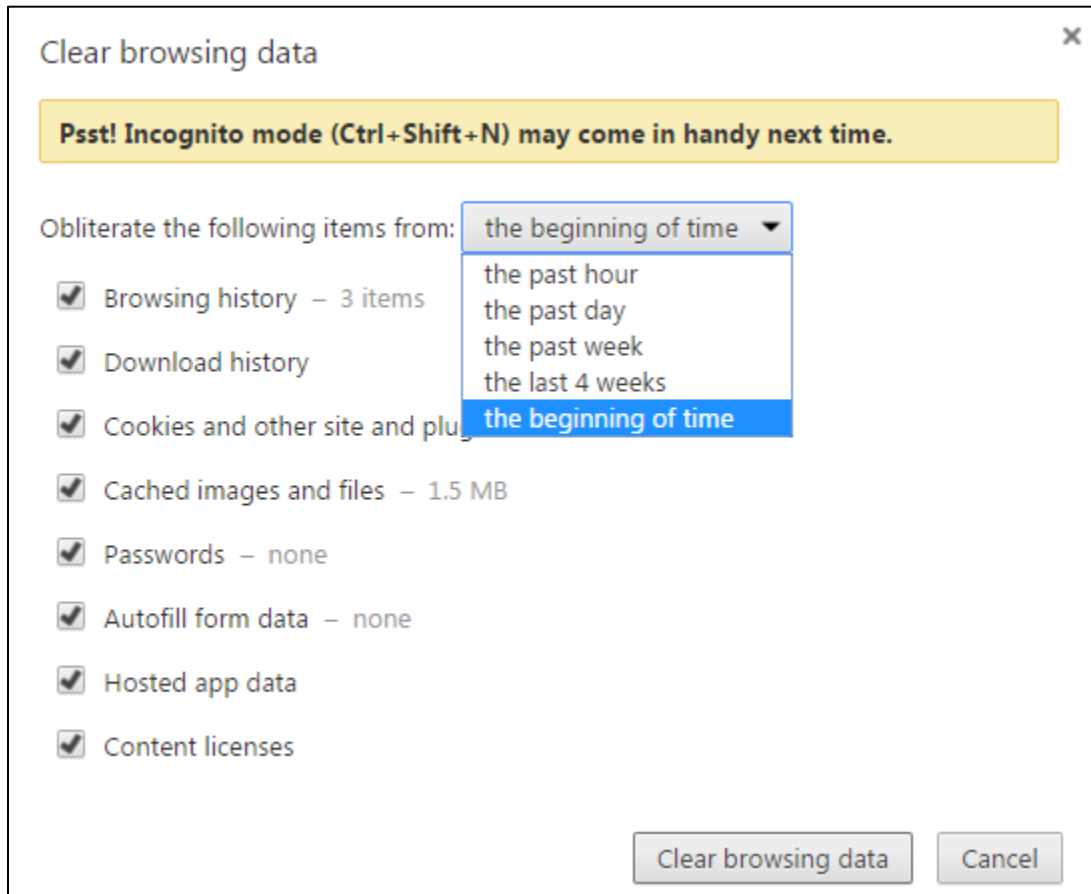 Clear browsing data
Psst! Incognito mode (Ctrl+Shift+N) may come in handy next time.
Obliterate the following items from: the beginning of time
the past hour
the past day
the past week
the last 4 weeks
the beginning of time
Browsing history – 3 items
Download history
Cookies and other site and plug
Cached images and files – 1.5 MB
Passwords – none
Autofill form data – none
Hosted app data
Content licenses
Clear browsing data Cancel